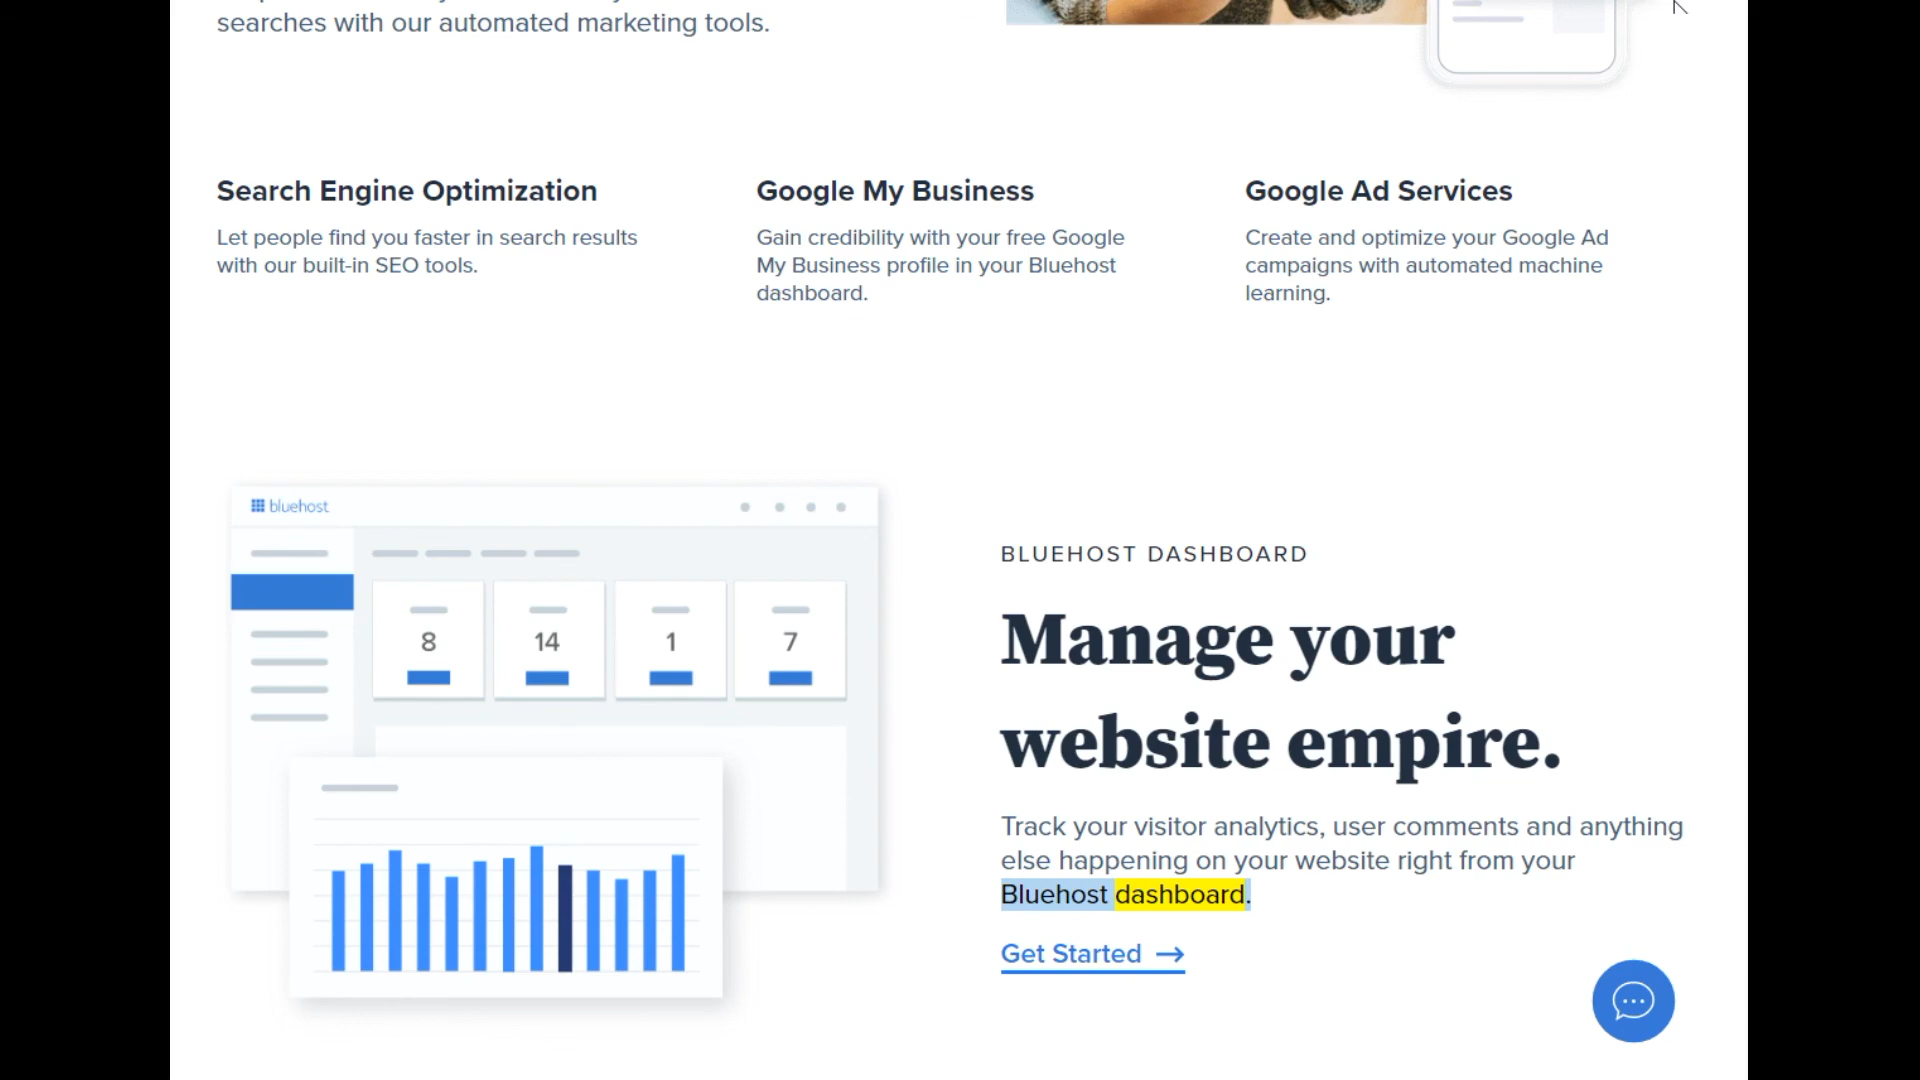 searches with our automated marketing tools.
Search Engine Optimization
Let people find you faster in search results
with our built-in SEO tools.
Google My Business
Gain credibility with your free Google
My Business profile in your Bluehost
dashboard.
Google Ad Services
Create and optimize your Google Ad
campaigns with automated machine
learning.
bluehost
8 14 1 7
BLUEHOST DASHBOARD
Manage your
website empire.
Track your visitor analytics, user comments and anything
else happening on your website right from your
Bluehost dashboard.
Get Started →